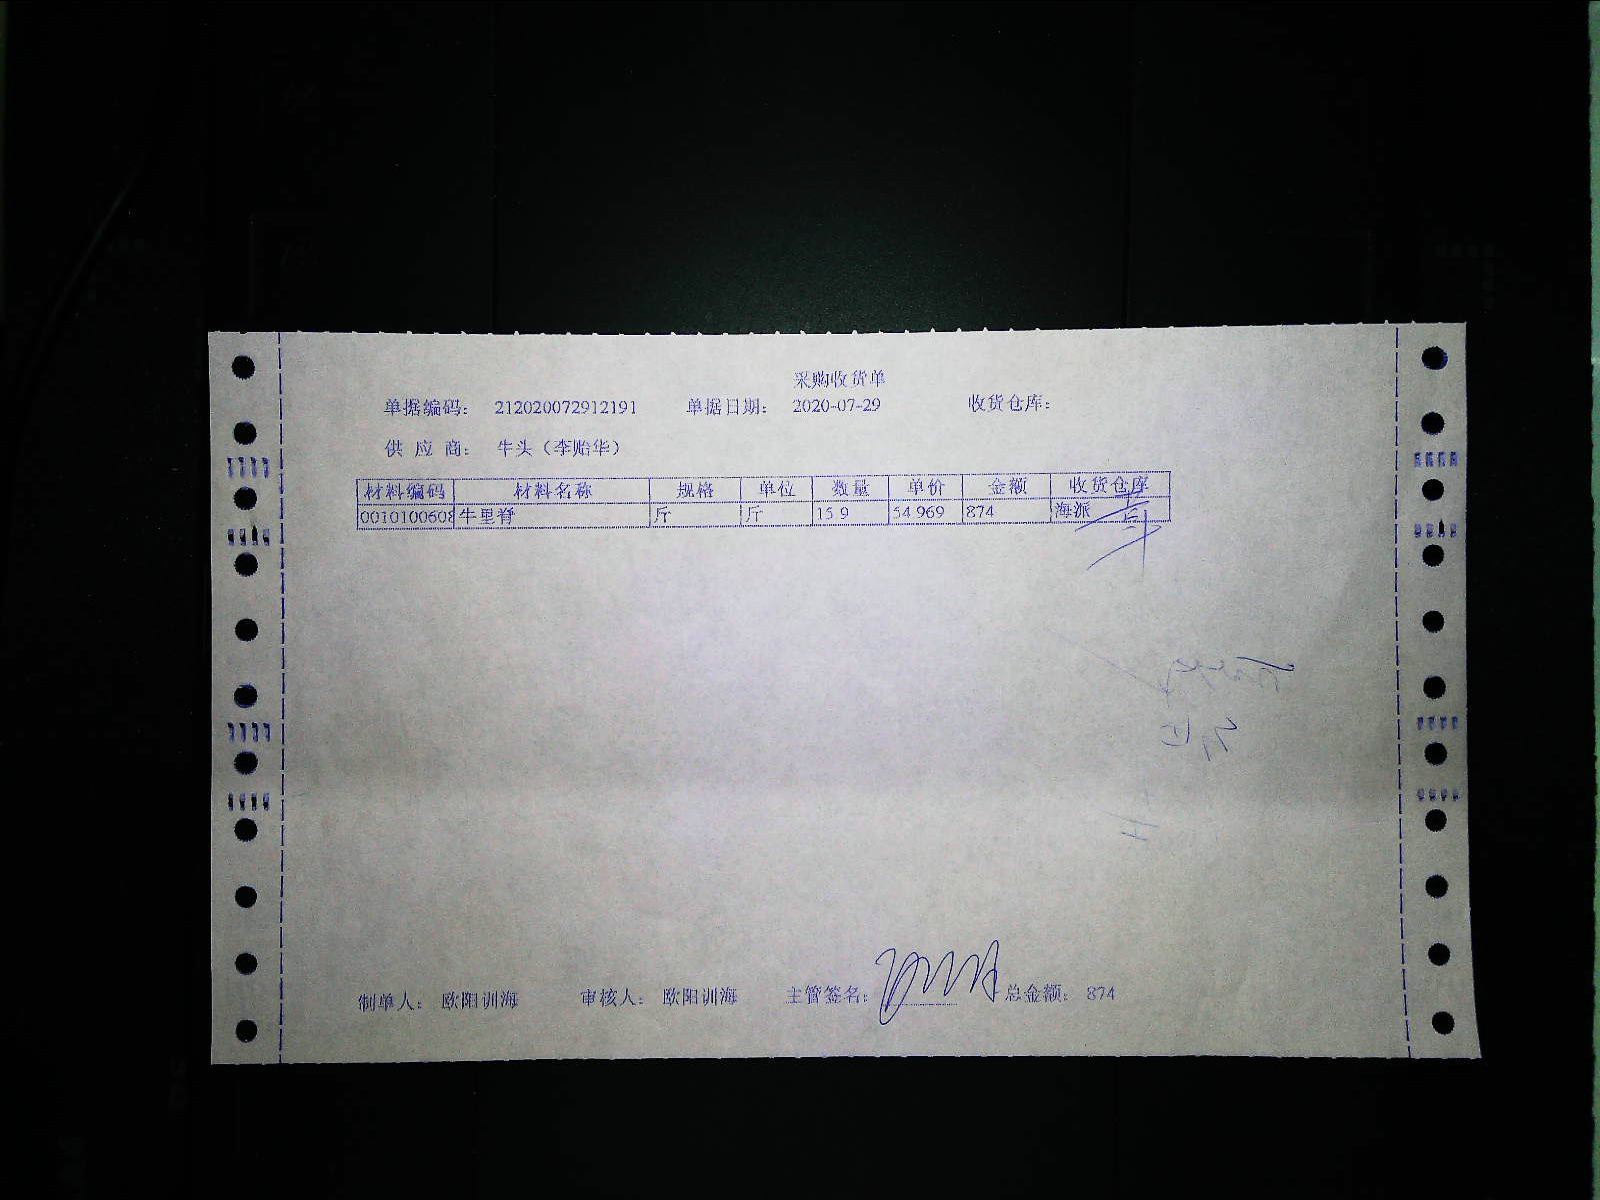 采购收货单
单据编码： 212020072912191 单据日期： 2020-07-29 收货仓库：
供 应 商： 牛头（李贻华）
材料编码 材料名称 规格 单位 数量 单价 金额 收货仓库
0010100608 牛里脊 斤 斤 15.9 54.969 874 海派
制单人： 欧阳训海 审核人： 欧阳训海 主管签名： 总金额： 874